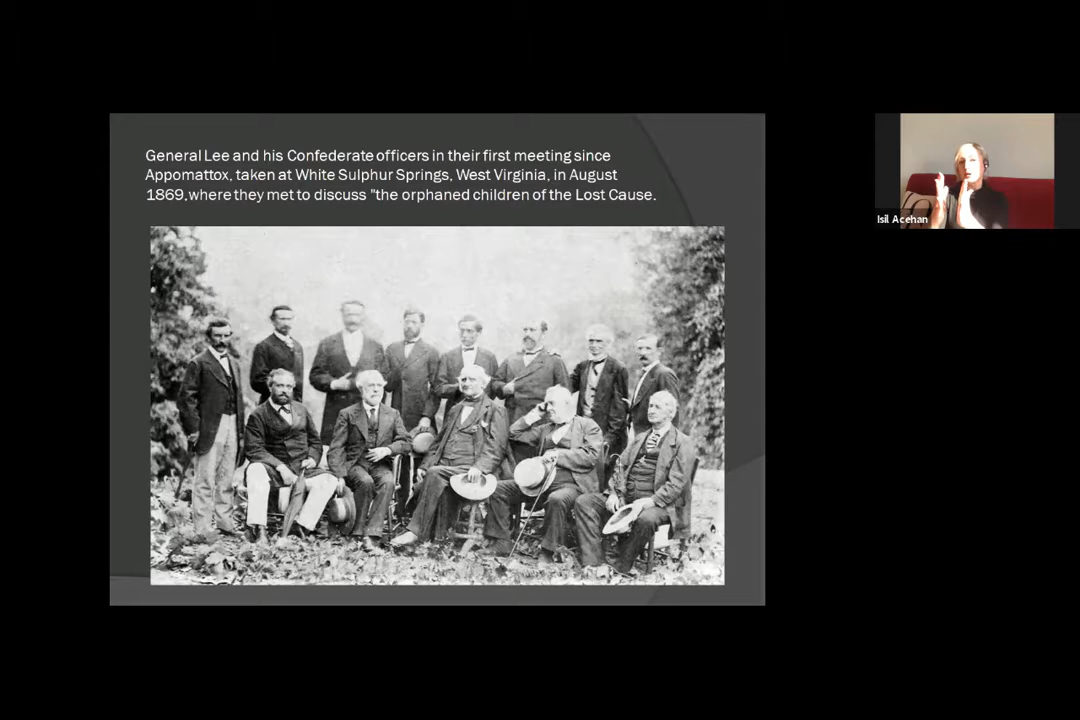 General Lee and his Confederate officers in their first meeting since
Appomattox, taken at White Sulphur Springs, West Virginia, in August
1869,where they met to discuss "the orphaned children of the Lost Cause.
Isil Acehan